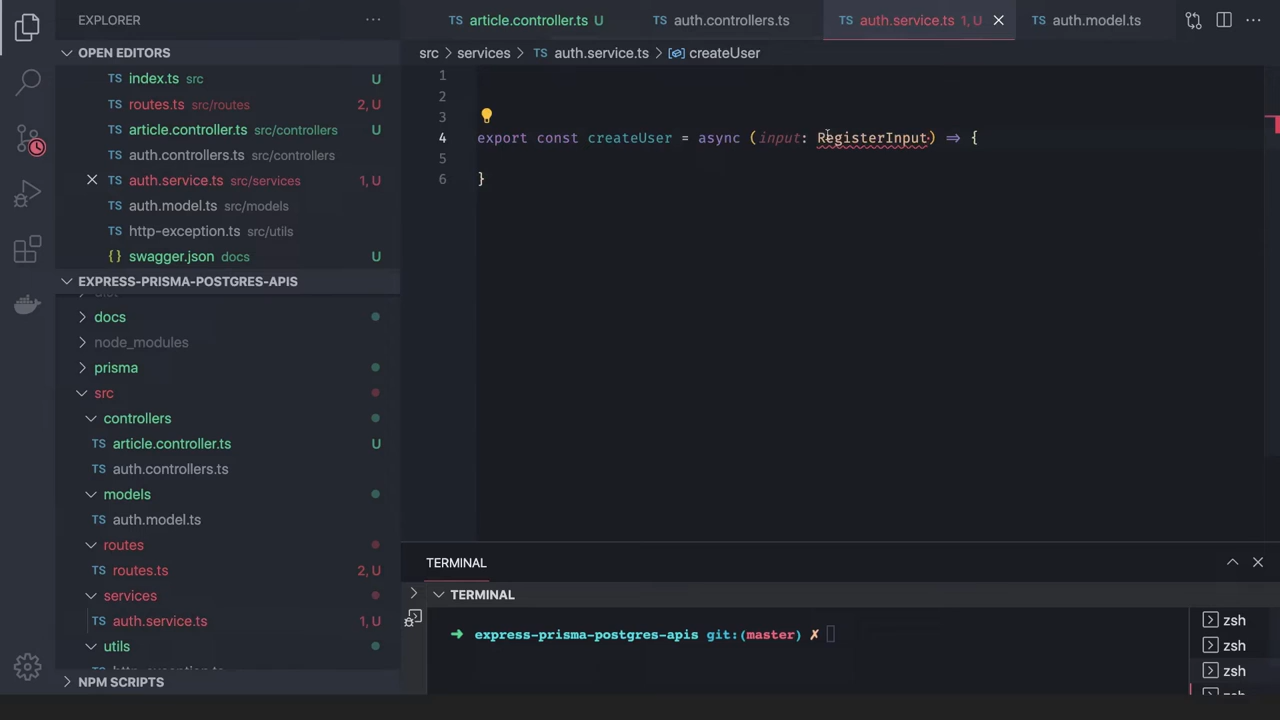 EXPLORER ···
OPEN EDITORS
TS index.ts src U
TS routes.ts src/routes 2, U
TS article.controller.ts src/controllers U
TS auth.controllers.ts src/controllers
TS auth.service.ts src/services 1, U
TS auth.model.ts src/models
TS http-exception.ts src/utils
{} swagger.json docs U
EXPRESS-PRISMA-POSTGRES-APIS
docs
node_modules
prisma
src
controllers
TS article.controller.ts U
TS auth.controllers.ts
models
TS auth.model.ts
routes
TS routes.ts 2, U
services
TS auth.service.ts 1, U
utils
NPM SCRIPTS
TS article.controller.ts U TS auth.controllers.ts TS auth.service.ts 1, U TS auth.model.ts ···
src > services > TS auth.service.ts > createUser
1
2
3
4 export const createUser = async (input: RegisterInput) => {
5
6 }
TERMINAL
TERMINAL
➜ express-prisma-postgres-apis git:(master) ✗
zsh
zsh
zsh